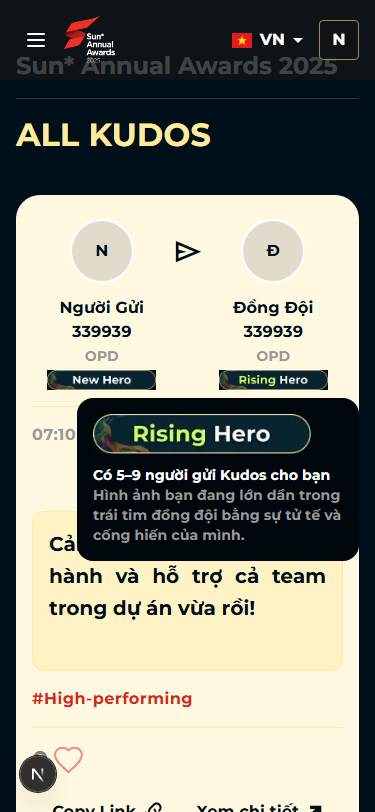 Sun*
Annual
Awards
2025
VN
N
Sun* Annual Awards 2025
ALL KUDOS
N
Đ
Người Gửi
339939
OPD
New Hero
Đồng Đội
339939
OPD
Rising Hero
07:10
Rising Hero
Có 5–9 người gửi Kudos cho bạn
Hình ảnh bạn đang lớn dần trong
trái tim đồng đội bằng sự tử tế và
cống hiến của mình.
hành và hỗ trợ cả team
trong dự án vừa rồi!
#High-performing
N
Copy Link
Xem chi tiết